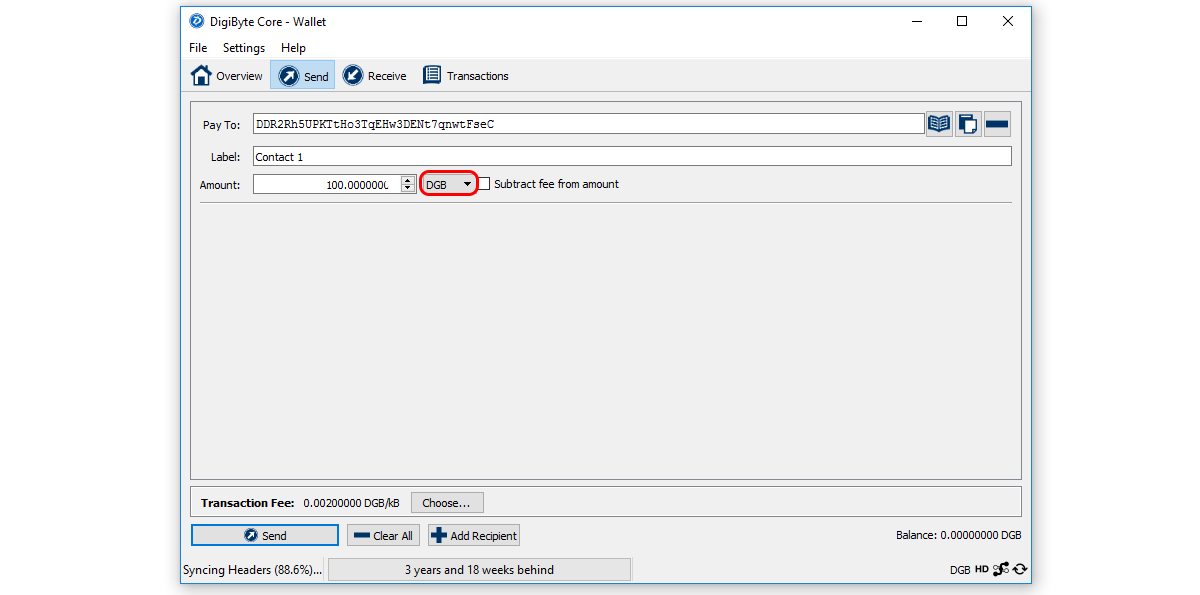 DigiByte Core - Wallet
File Settings Help
Overview Send Receive Transactions
Pay To: DDR2Rh5UPKTtHo3TqEHw3DENt7qnwtFseC
Label: Contact 1
Amount: 100.0000000 DGB Subtract fee from amount
Transaction Fee: 0.00200000 DGB/kB Choose...
Send Clear All Add Recipient Balance: 0.00000000 DGB
Syncing Headers (88.6%)... 3 years and 18 weeks behind DGB HD